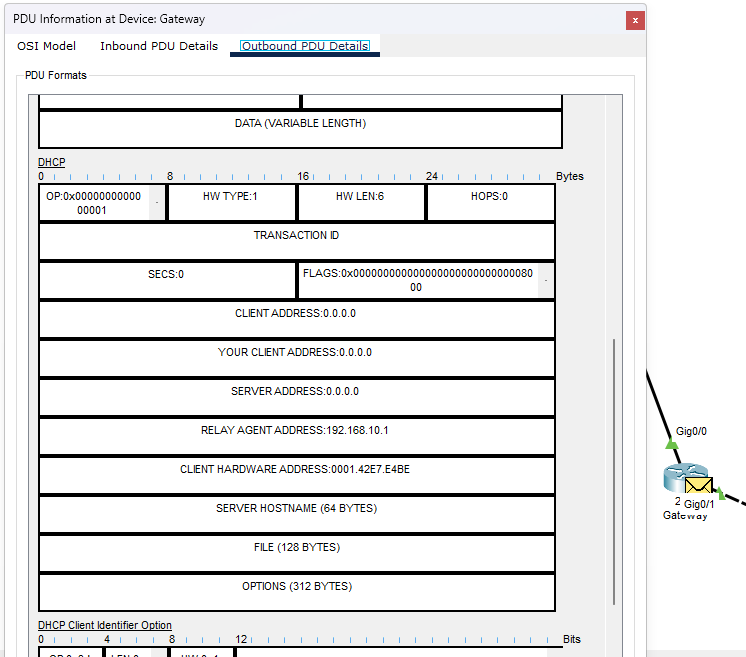 PDU Information at Device: Gateway
x
OSI Model Inbound PDU Details Outbound PDU Details
PDU Formats
DATA (VARIABLE LENGTH)
DHCP
0 8 16 24 Bytes
OP:0x00000000000
00001
HW TYPE:1
HW LEN:6
HOPS:0
TRANSACTION ID
SECS:0
FLAGS:0x00000000000000000000000000000080
00
CLIENT ADDRESS:0.0.0.0
YOUR CLIENT ADDRESS:0.0.0.0
SERVER ADDRESS:0.0.0.0
RELAY AGENT ADDRESS:192.168.10.1
CLIENT HARDWARE ADDRESS:0001.42E7.E4BE
SERVER HOSTNAME (64 BYTES)
FILE (128 BYTES)
OPTIONS (312 BYTES)
DHCP Client Identifier Option
0 4 8 12 Bits
Gig0/0
2 Gig0/1
Gateway